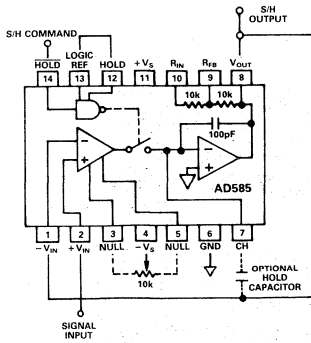 S/H
OUTPUT
S/H COMMAND
LOGIC
HOLD REF HOLD +VS RIN RFB VOUT
14 13 12 11 10 9 8
10k 10k
100pF
AD585
1 2 3 4 5 6 7
−VIN +VIN NULL −VS NULL GND CH
10k
OPTIONAL
HOLD
CAPACITOR
SIGNAL
INPUT